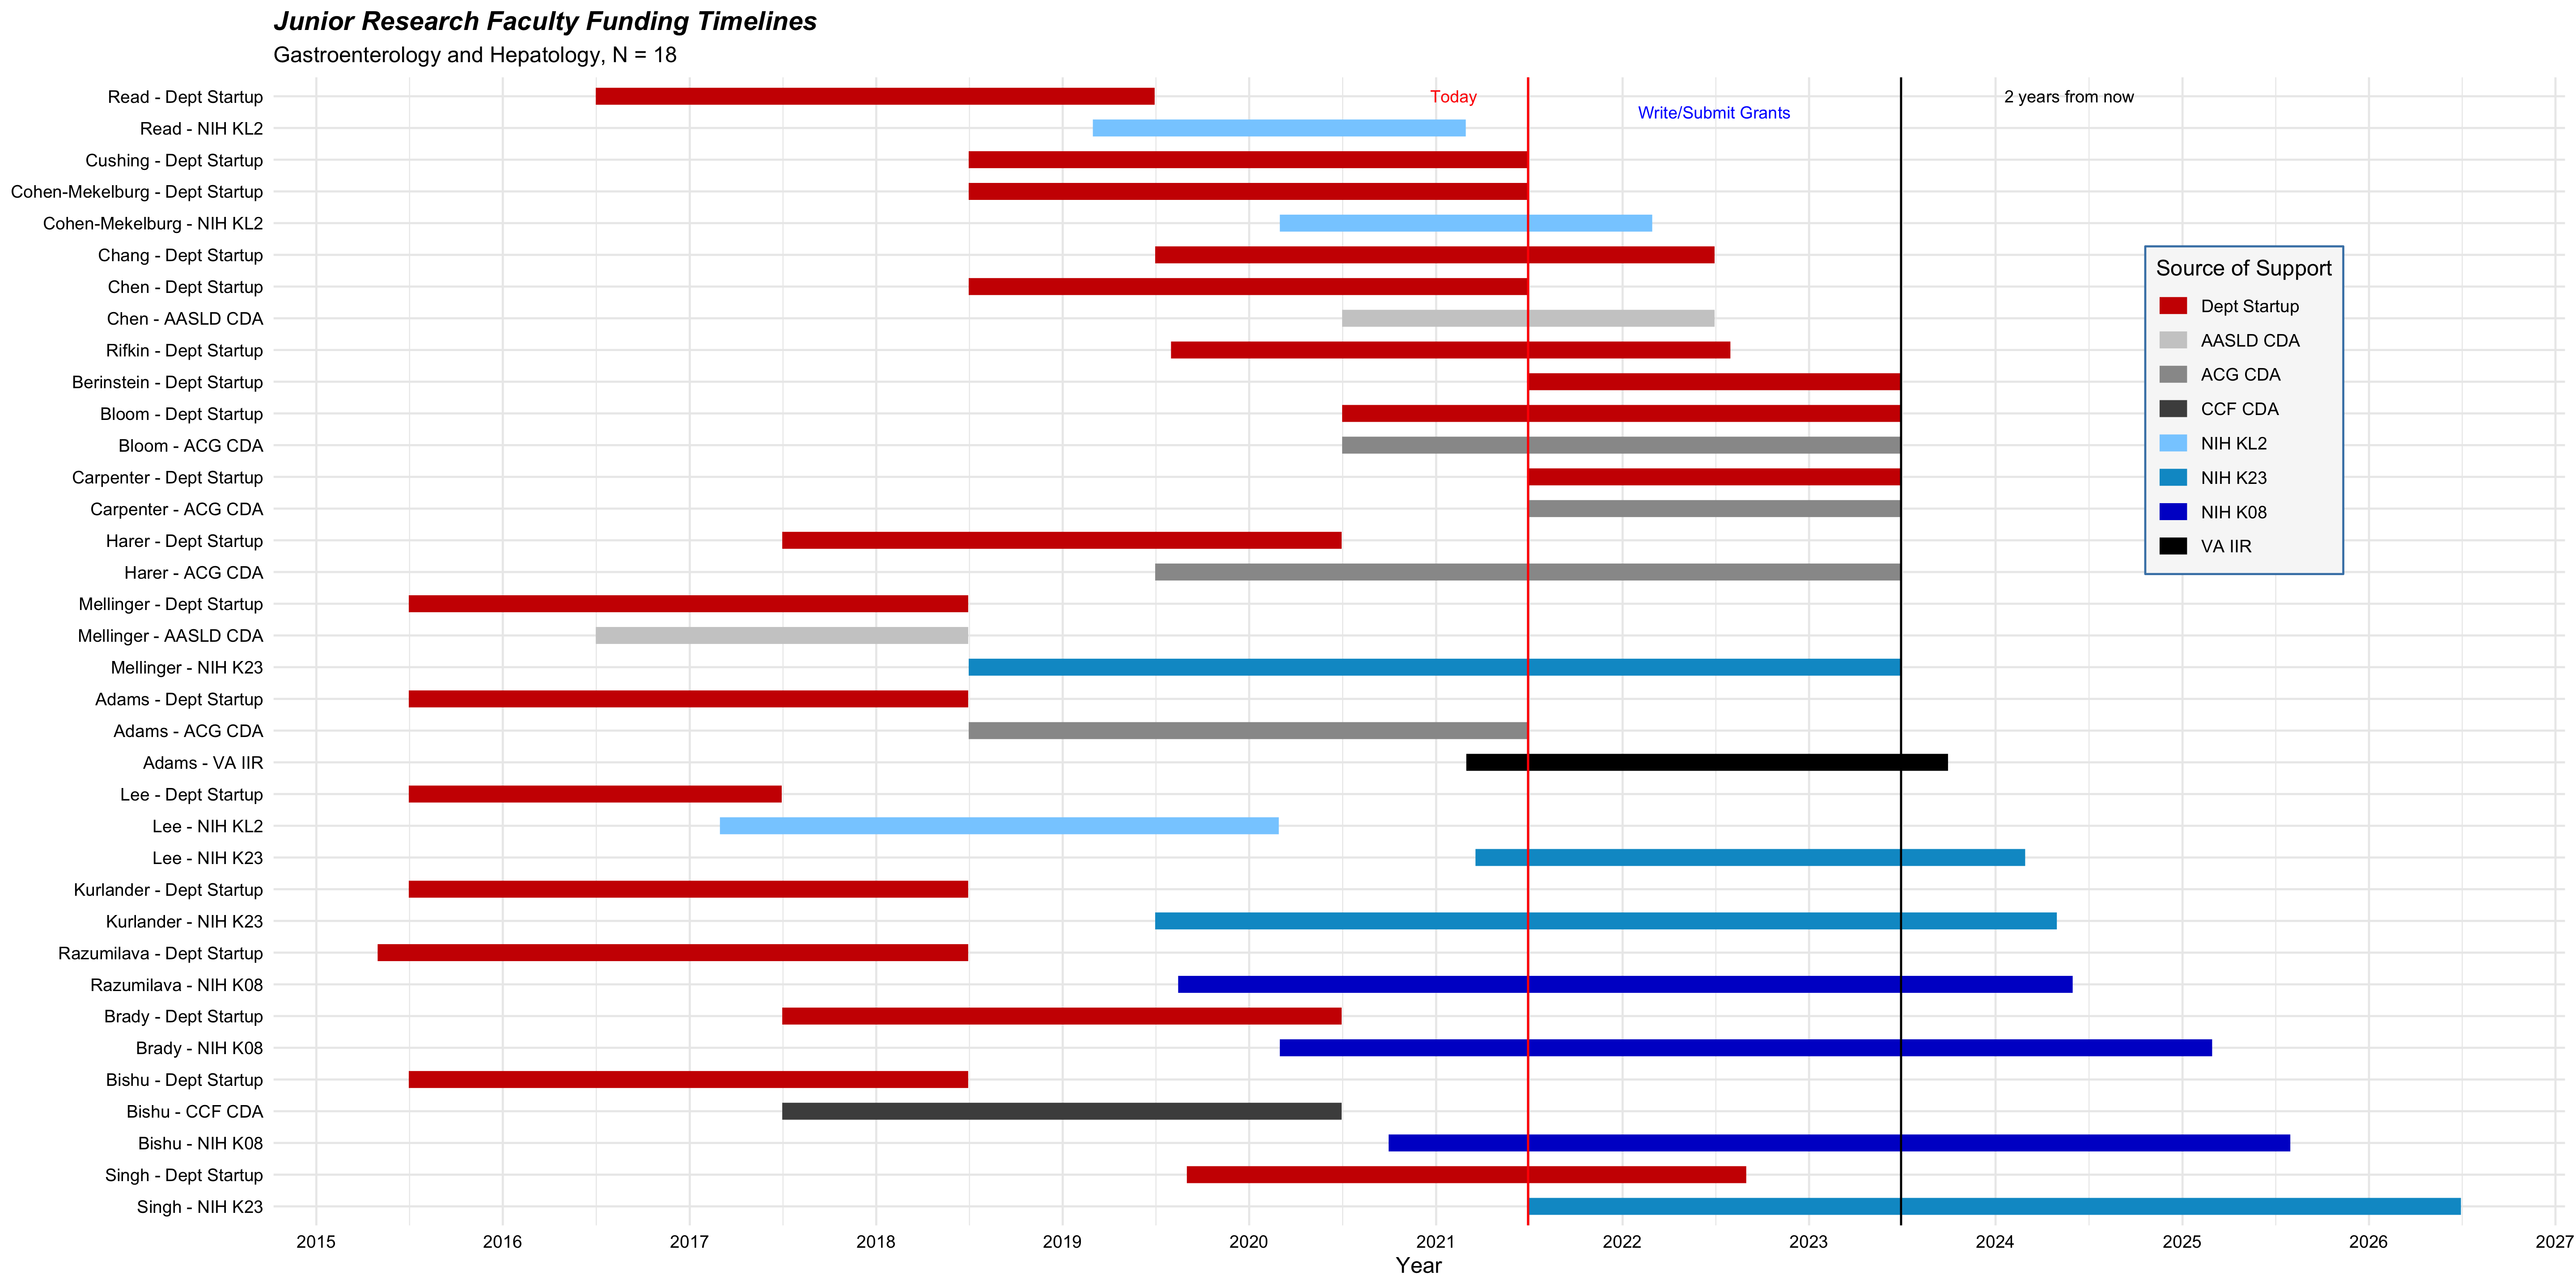 Junior Research Faculty Funding Timelines
Gastroenterology and Hepatology, N = 18
Read - Dept Startup
Read - NIH KL2
Cushing - Dept Startup
Cohen-Mekelburg - Dept Startup
Cohen-Mekelburg - NIH KL2
Chang - Dept Startup
Chen - Dept Startup
Chen - AASLD CDA
Rifkin - Dept Startup
Berinstein - Dept Startup
Bloom - Dept Startup
Bloom - ACG CDA
Carpenter - Dept Startup
Carpenter - ACG CDA
Harer - Dept Startup
Harer - ACG CDA
Mellinger - Dept Startup
Mellinger - AASLD CDA
Mellinger - NIH K23
Adams - Dept Startup
Adams - ACG CDA
Adams - VA IIR
Lee - Dept Startup
Lee - NIH KL2
Lee - NIH K23
Kurlander - Dept Startup
Kurlander - NIH K23
Razumilava - Dept Startup
Razumilava - NIH K08
Brady - Dept Startup
Brady - NIH K08
Bishu - Dept Startup
Bishu - CCF CDA
Bishu - NIH K08
Singh - Dept Startup
Singh - NIH K23
Today
Write/Submit Grants
2 years from now
Source of Support
Dept Startup
AASLD CDA
ACG CDA
CCF CDA
NIH KL2
NIH K23
NIH K08
VA IIR
2015 2016 2017 2018 2019 2020 2021 2022 2023 2024 2025 2026 2027
Year